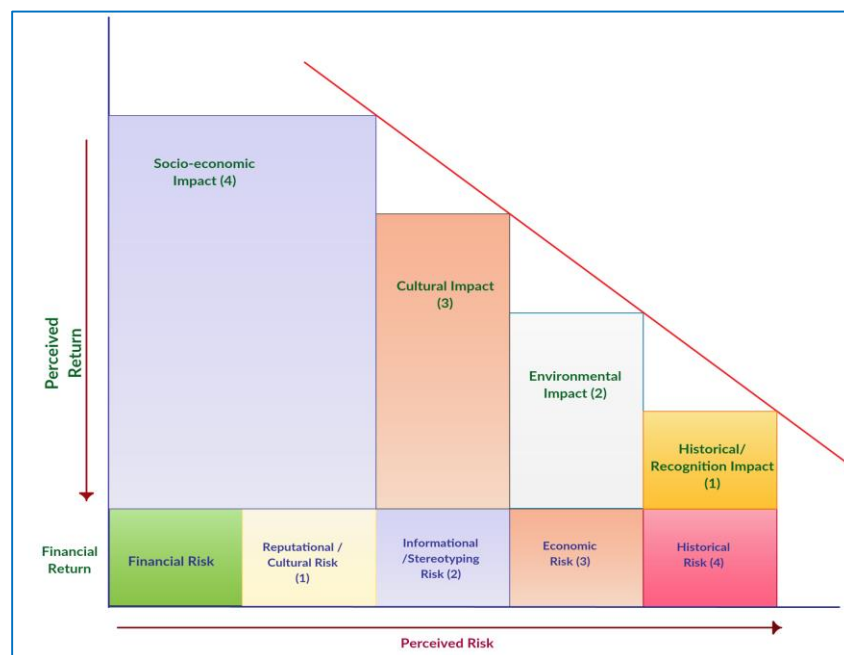 Socio-economic
Impact (4)
Cultural Impact
(3)
Environmental
Impact (2)
Historical/
Recognition Impact
(1)
Perceived
Return
Financial
Return
Financial Risk
Reputational /
Cultural Risk
(1)
Informational
/Stereotyping
Risk (2)
Economic
Risk (3)
Historical
Risk (4)
Perceived Risk